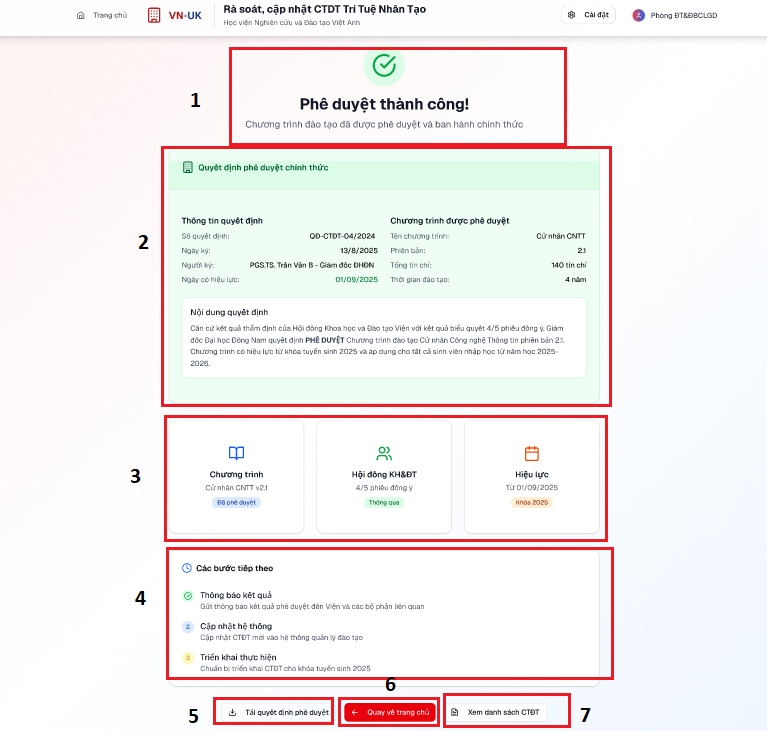 Trang chủ
VN-UK
Rà soát, cập nhật CTDT Trí Tuệ Nhân Tạo
Học viện Nghiên cứu và Đào tạo Việt Anh
Cài đặt
Phòng ĐT&ĐBCLGD
1
Phê duyệt thành công!
Chương trình đào tạo đã được phê duyệt và ban hành chính thức
2
Quyết định phê duyệt chính thức
Thông tin quyết định
Số quyết định: QĐ-CTĐT-04/2024
Ngày ký: 13/8/2025
Người ký: PGS.TS. Trần Văn B - Giám đốc ĐHĐN
Ngày có hiệu lực: 01/09/2025
Chương trình được phê duyệt
Tên chương trình: Cử nhân CNTT
Phiên bản: 2.1
Tổng tín chỉ: 140 tín chỉ
Thời gian đào tạo: 4 năm
Nội dung quyết định
Căn cứ kết quả thẩm định của Hội đồng Khoa học và Đào tạo Viện với kết quả biểu quyết 4/5 phiếu đồng ý, Giám
đốc Đại học Đông Nam quyết định PHÊ DUYỆT Chương trình đào tạo Cử nhân Công nghệ Thông tin phiên bản 2.1.
Chương trình có hiệu lực từ khóa tuyển sinh 2025 và áp dụng cho tất cả sinh viên nhập học từ năm học 2025-
2026.
3
Chương trình
Cử nhân CNTT v2.1
Đã phê duyệt
Hội đồng KH&ĐT
4/5 phiếu đồng ý
Thông qua
Hiệu lực
Từ 01/09/2025
Khóa 2025
4
Các bước tiếp theo
Thông báo kết quả
Gửi thông báo kết quả phê duyệt đến Viện và các bộ phận liên quan
2
Cập nhật hệ thống
Cập nhật CTĐT mới vào hệ thống quản lý đào tạo
3
Triển khai thực hiện
Chuẩn bị triển khai CTĐT cho khóa tuyển sinh 2025
5
Tải quyết định phê duyệt
6
Quay về trang chủ
Xem danh sách CTĐT
7